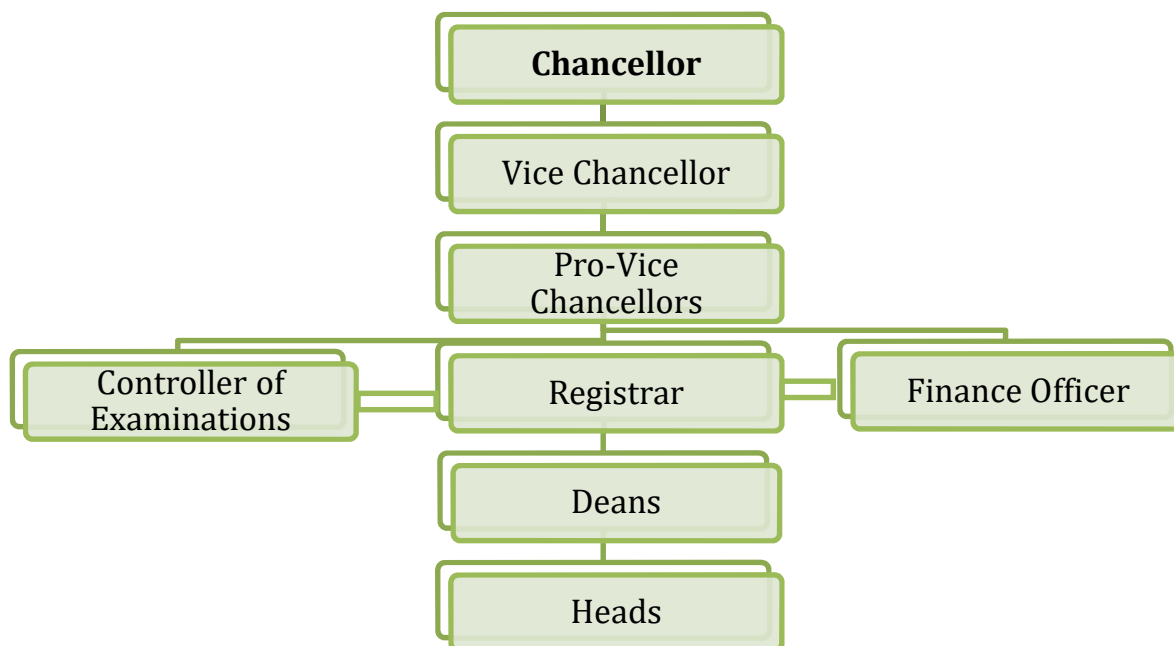 Chancellor
Vice Chancellor
Pro-Vice
Chancellors
Controller of
Examinations
Registrar
Finance Officer
Deans
Heads